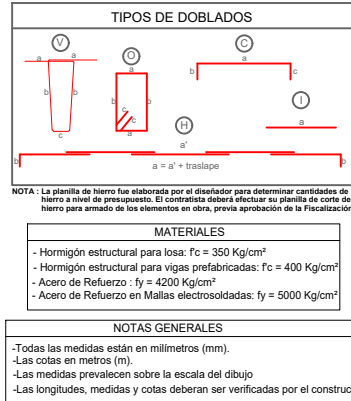 TIPOS DE DOBLADOS
V
O
C
a
a
a
a
b
b
b
b
b
c
c
c
c
a
I
a
H
a'
b
b
a = a' + traslape
NOTA : La planilla de hierro fue elaborada por el diseñador para determinar cantidades de
hierro a nivel de presupuesto. El contratista deberá efectuar su planilla de corte de
hierro para armado de los elementos en obra, previa aprobación de la Fiscalización
MATERIALES
- Hormigón estructural para losa: f'c = 350 Kg/cm²
- Hormigón estructural para vigas prefabricadas: f'c = 400 Kg/cm²
- Acero de Refuerzo : fy = 4200 Kg/cm²
- Acero de Refuerzo en Mallas electrosoldadas: fy = 5000 Kg/cm²
NOTAS GENERALES
-Todas las medidas están en milímetros (mm).
-Las cotas en metros (m).
-Las medidas prevalecen sobre la escala del dibujo
-Las longitudes, medidas y cotas deberan ser verificadas por el construc